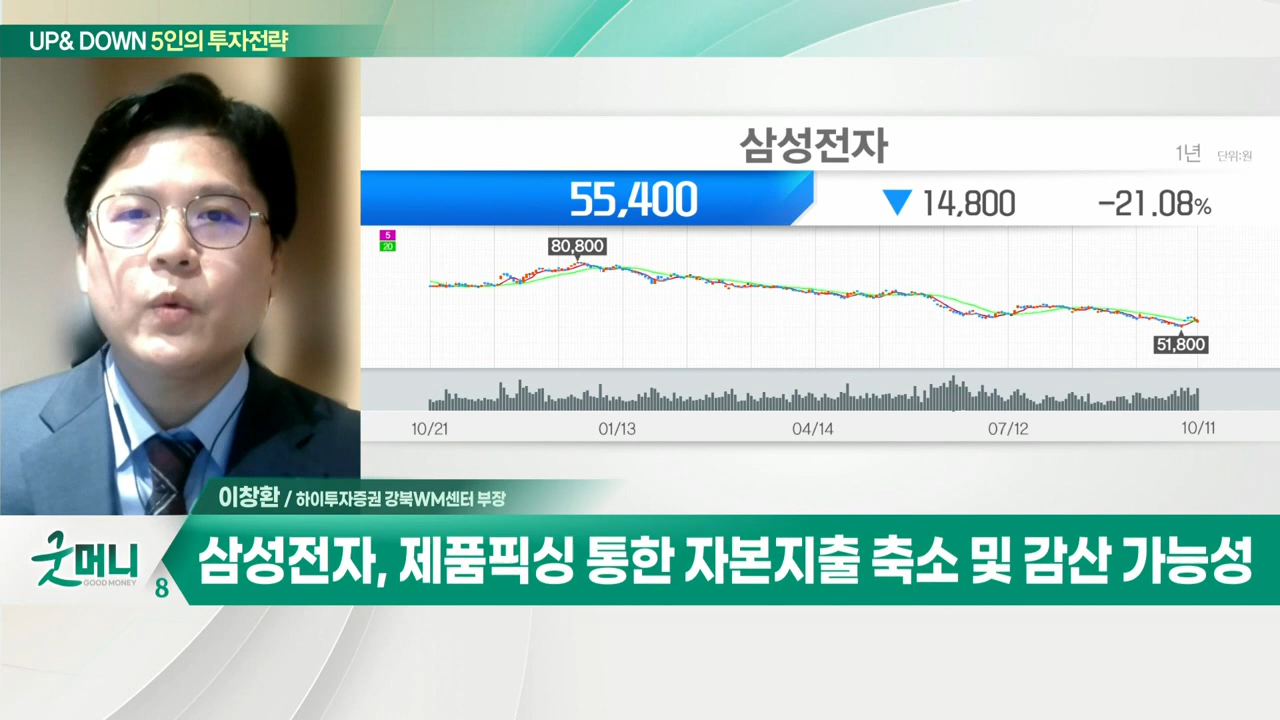 UP& DOWN 5인의 투자전략
삼성전자
1년 단위:원
55,400 ▼ 14,800 -21.08%
5
20
80,800
51,800
10/21 01/13 04/14 07/12 10/11
이창환 / 하이투자증권 강북WM센터 부장
굿머니
GOOD MONEY
8
삼성전자, 제품픽싱 통한 자본지출 축소 및 감산 가능성